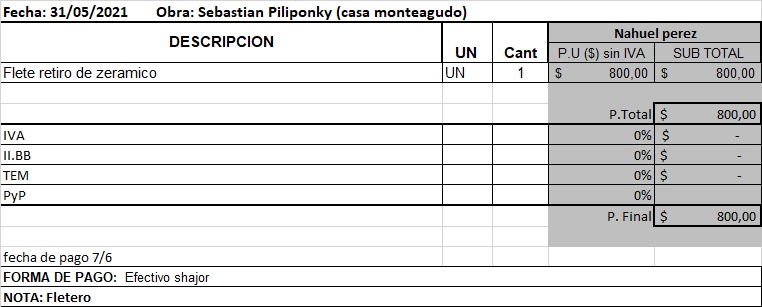 Fecha: 31/05/2021 Obra: Sebastian Piliponky (casa monteagudo)
DESCRIPCION UN Cant Nahuel perez
P.U ($) sin IVA SUB TOTAL
Flete retiro de zeramico UN 1 $ 800,00 $ 800,00
P.Total $ 800,00
IVA 0% $ -
II.BB 0% $ -
TEM 0% $ -
PyP 0%
P. Final $ 800,00
fecha de pago 7/6
FORMA DE PAGO: Efectivo shajor
NOTA: Fletero